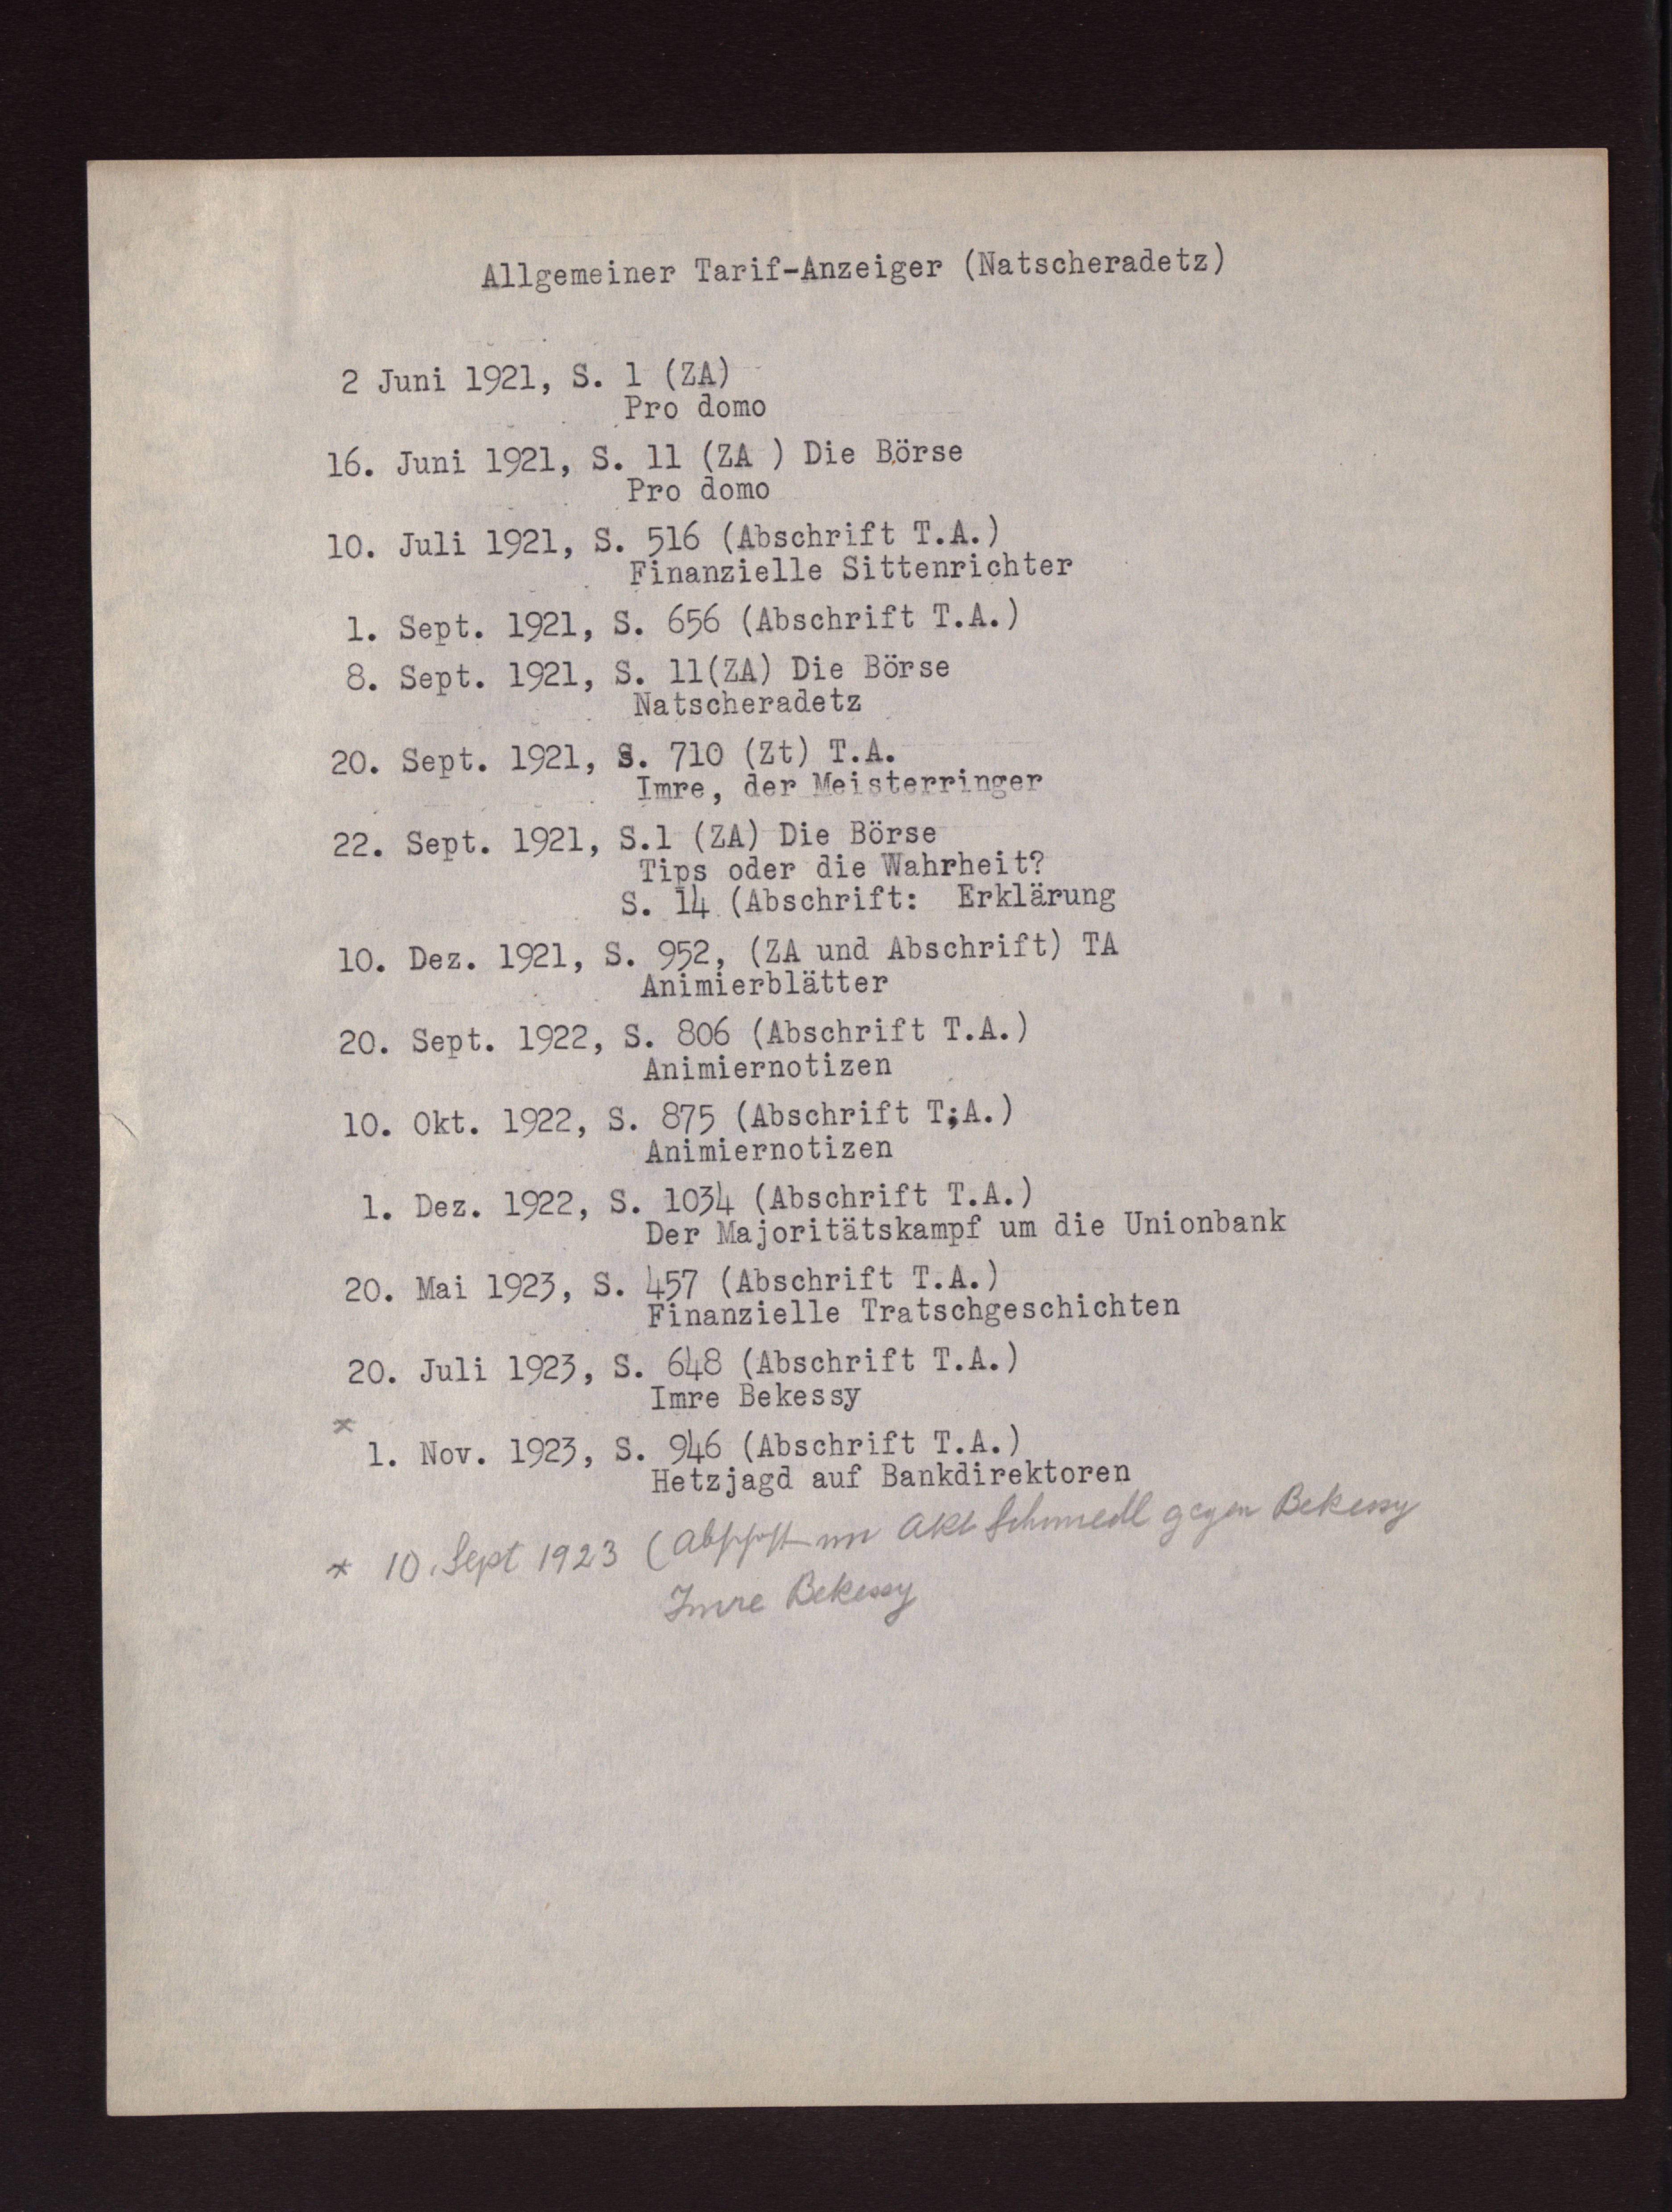 Allgemeiner Tarif-Anzeiger (Natscheradetz)
2 Juni 1921, S. 1 (ZA)
Pro domo
16. Juni 1921, S. 11 (ZA ) Die Börse
Pro domo
10. Juli 1921, S. 516 (Abschrift T.A.)
Finanzielle Sittenrichter
1. Sept. 1921, S. 656 (Abschrift T.A.)
8. Sept. 1921, S. 11(ZA) Die Börse
Natscheradetz
20. Sept. 1921, S. 710 (Zt) T.A.
Imre, der Meisterringer
22. Sept. 1921, S.1 (ZA) Die Börse
Tips oder die Wahrheit?
S. 14 (Abschrift: Erklärung
10. Dez. 1921, S. 952, (ZA und Abschrift) TA
Animierblätter
20. Sept. 1922, S. 806 (Abschrift T.A.)
Animiernotizen
10. Okt. 1922, S. 875 (Abschrift T;A.)
Animiernotizen
1. Dez. 1922, S. 1034 (Abschrift T.A.)
Der Majoritätskampf um die Unionbank
20. Mai 1923, S. 457 (Abschrift T.A.)
Finanzielle Tratschgeschichten
20. Juli 1923, S. 648 (Abschrift T.A.)
Imre Bekessy
*
1. Nov. 1923, S. 946 (Abschrift T.A.)
Hetzjagd auf Bankdirektoren
* 10. Sept 1923 (Abschrift im Akt Schmedl gegen Bekessy
Imre Bekessy